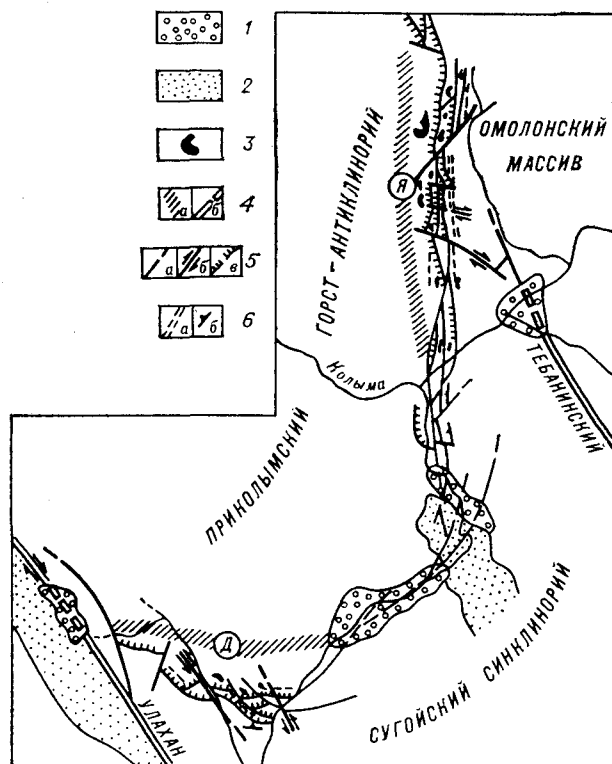 1
2
3
а б 4
а б в 5
а б 6
ОМОЛОНСКИЙ
МАССИВ
Я
ГОРСТ-АНТИКЛИНОРИЙ
Колыма
ТЕБАНИНСКИЙ
ПРИКОЛЫМСКИЙ
Д
СУГОЙСКИЙ СИНКЛИНОРИЙ
УЛАХАН